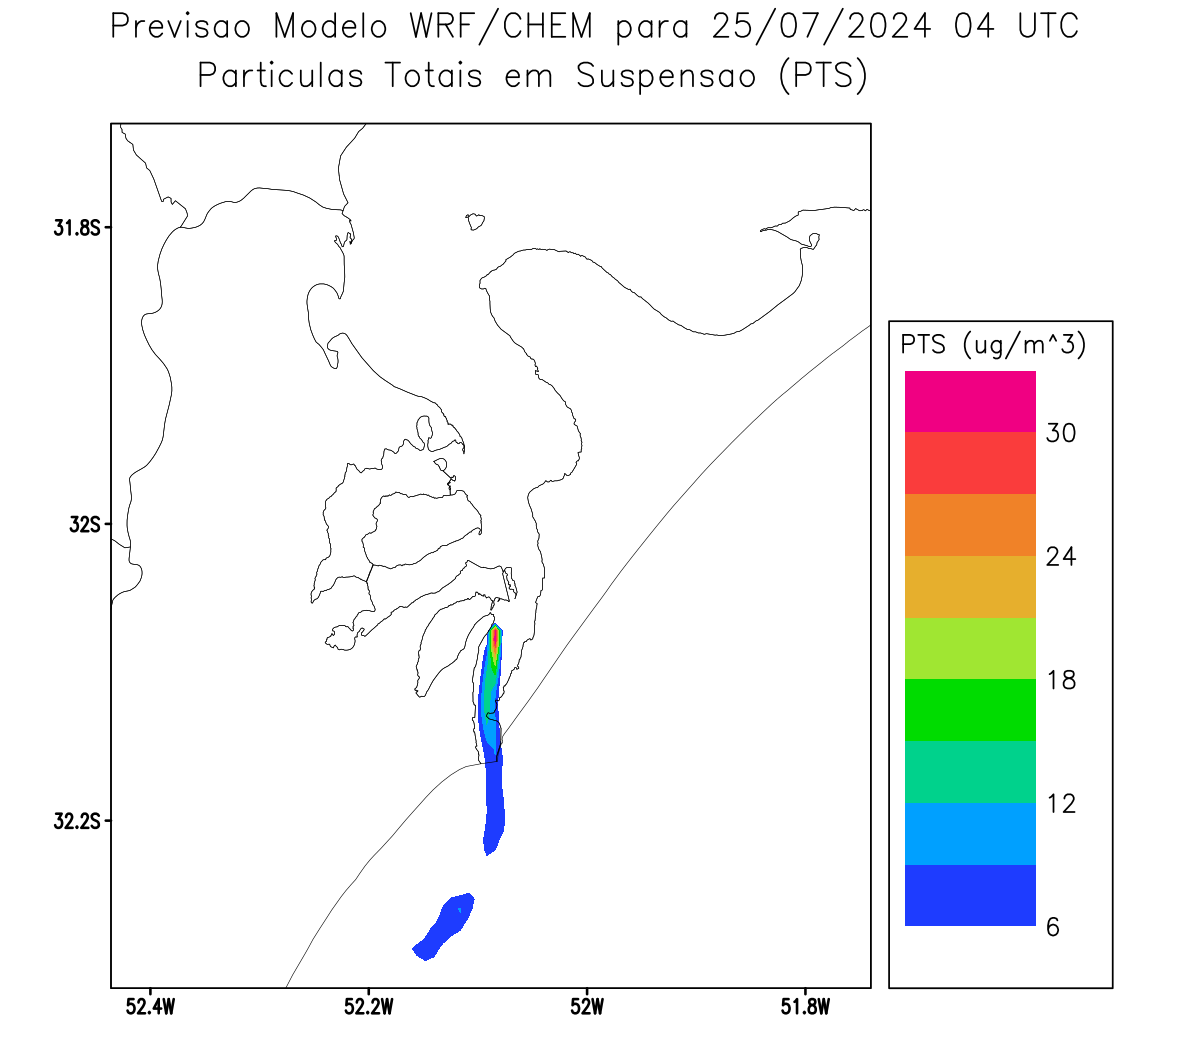 Previsao Modelo WRF/CHEM para 25/07/2024 04 UTC
Particulas Totais em Suspensao (PTS)
31.8S
32S
32.2S
52.4W
52.2W
52W
51.8W
PTS (ug/m^3)
30
24
18
12
6